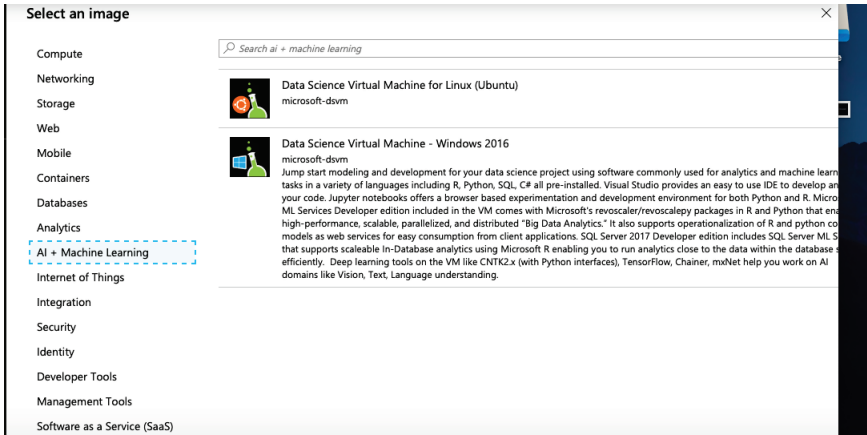 Select an image
Compute
Networking
Storage
Web
Mobile
Containers
Databases
Analytics
AI + Machine Learning
Internet of Things
Integration
Security
Identity
Developer Tools
Management Tools
Software as a Service (SaaS)
Search ai + machine learning
Data Science Virtual Machine for Linux (Ubuntu)
microsoft-dsvm
Data Science Virtual Machine - Windows 2016
microsoft-dsvm
Jump start modeling and development for your data science project using software commonly used for analytics and machine learn
tasks in a variety of languages including R, Python, SQL, C# all pre-installed. Visual Studio provides an easy to use IDE to develop an
your code. Jupyter notebooks offers a browser based experimentation and development environment for both Python and R. Micro
ML Services Developer edition included in the VM comes with Microsoft's revoscaler/revoscalepy packages in R and Python that ena
high-performance, scalable, parallelized, and distributed "Big Data Analytics." It also supports operationalization of R and python co
models as web services for easy consumption from client applications. SQL Server 2017 Developer edition includes SQL Server ML S
that supports scaleable In-Database analytics using Microsoft R enabling you to run analytics close to the data within the database s
efficiently. Deep learning tools on the VM like CNTK2.x (with Python interfaces), TensorFlow, Chainer, mxNet help you work on AI
domains like Vision, Text, Language understanding.